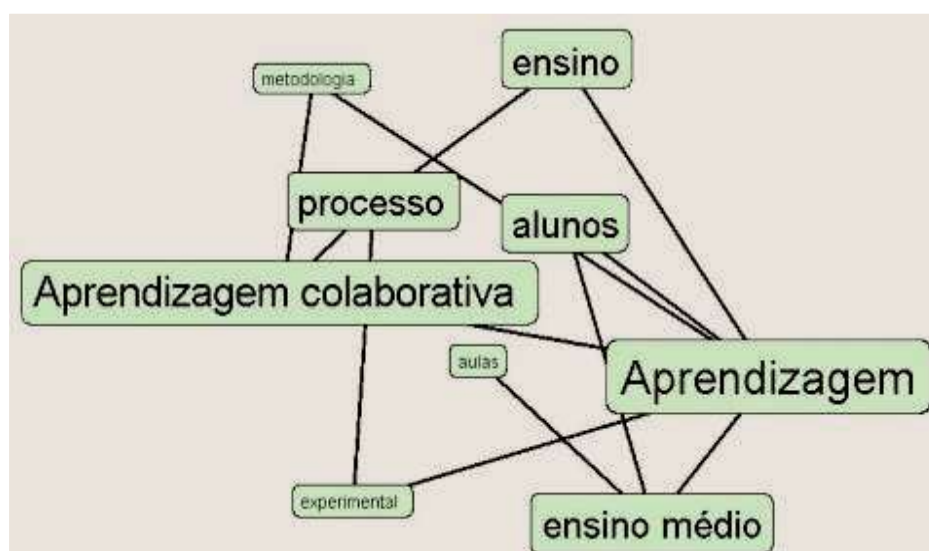 ensino
metodologia
processo
alunos
Aprendizagem colaborativa
aulas
Aprendizagem
experimental
ensino médio